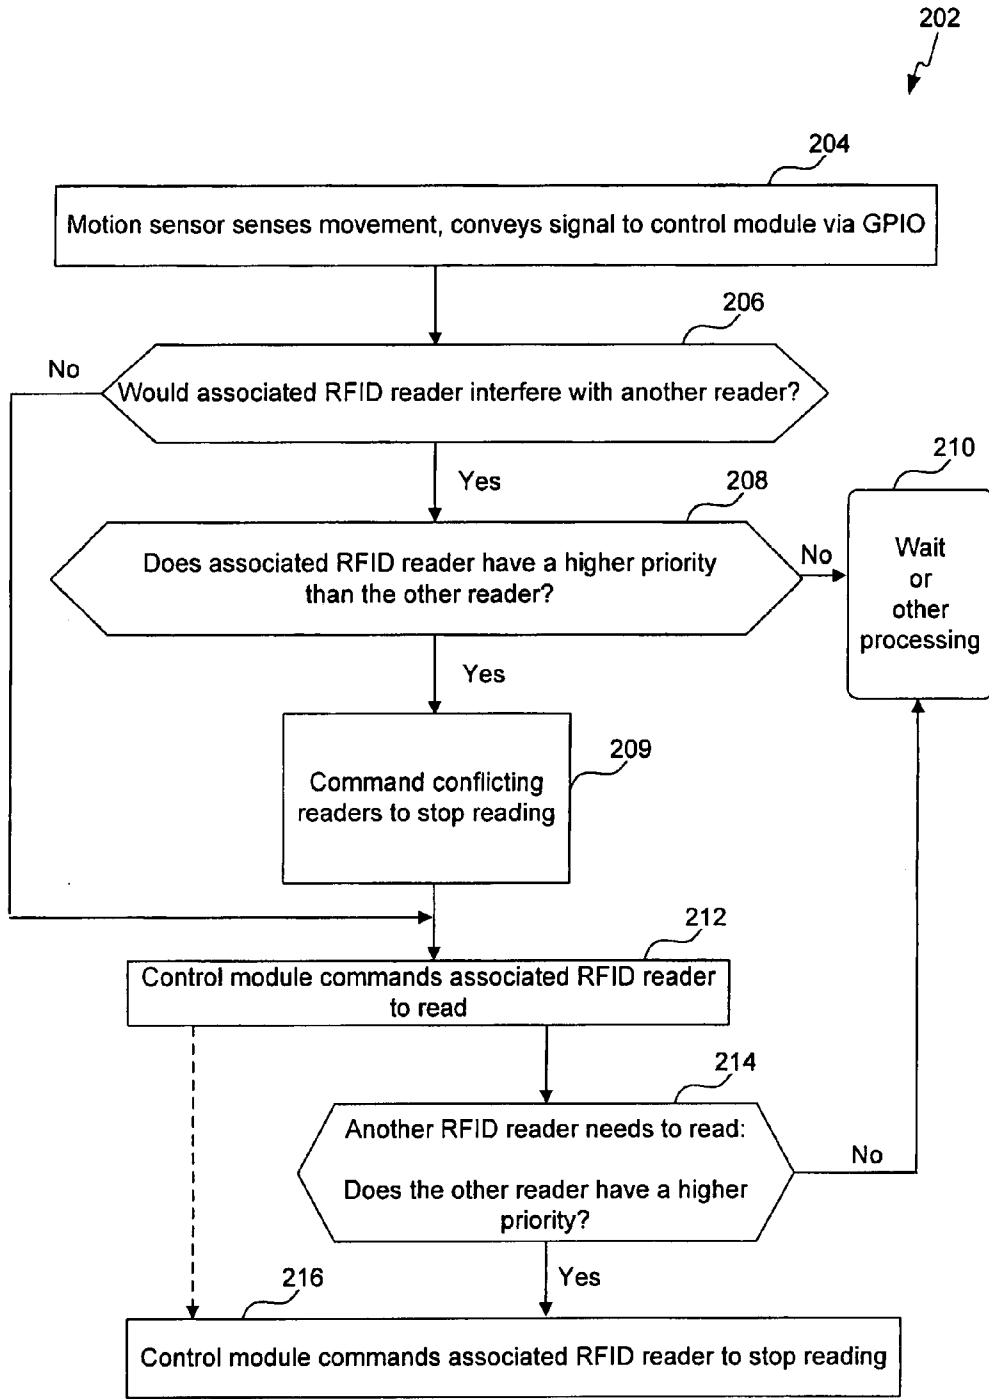 202
204
Motion sensor senses movement, conveys signal to control module via GPIO
206
No
Would associated RFID reader interfere with another reader?
Yes
210
208
Does associated RFID reader have a higher priority
than the other reader?
No
Wait
or
other
processing
Yes
209
Command conflicting
readers to stop reading
212
Control module commands associated RFID reader
to read
214
Another RFID reader needs to read:
Does the other reader have a higher
priority?
No
Yes
216
Control module commands associated RFID reader to stop reading